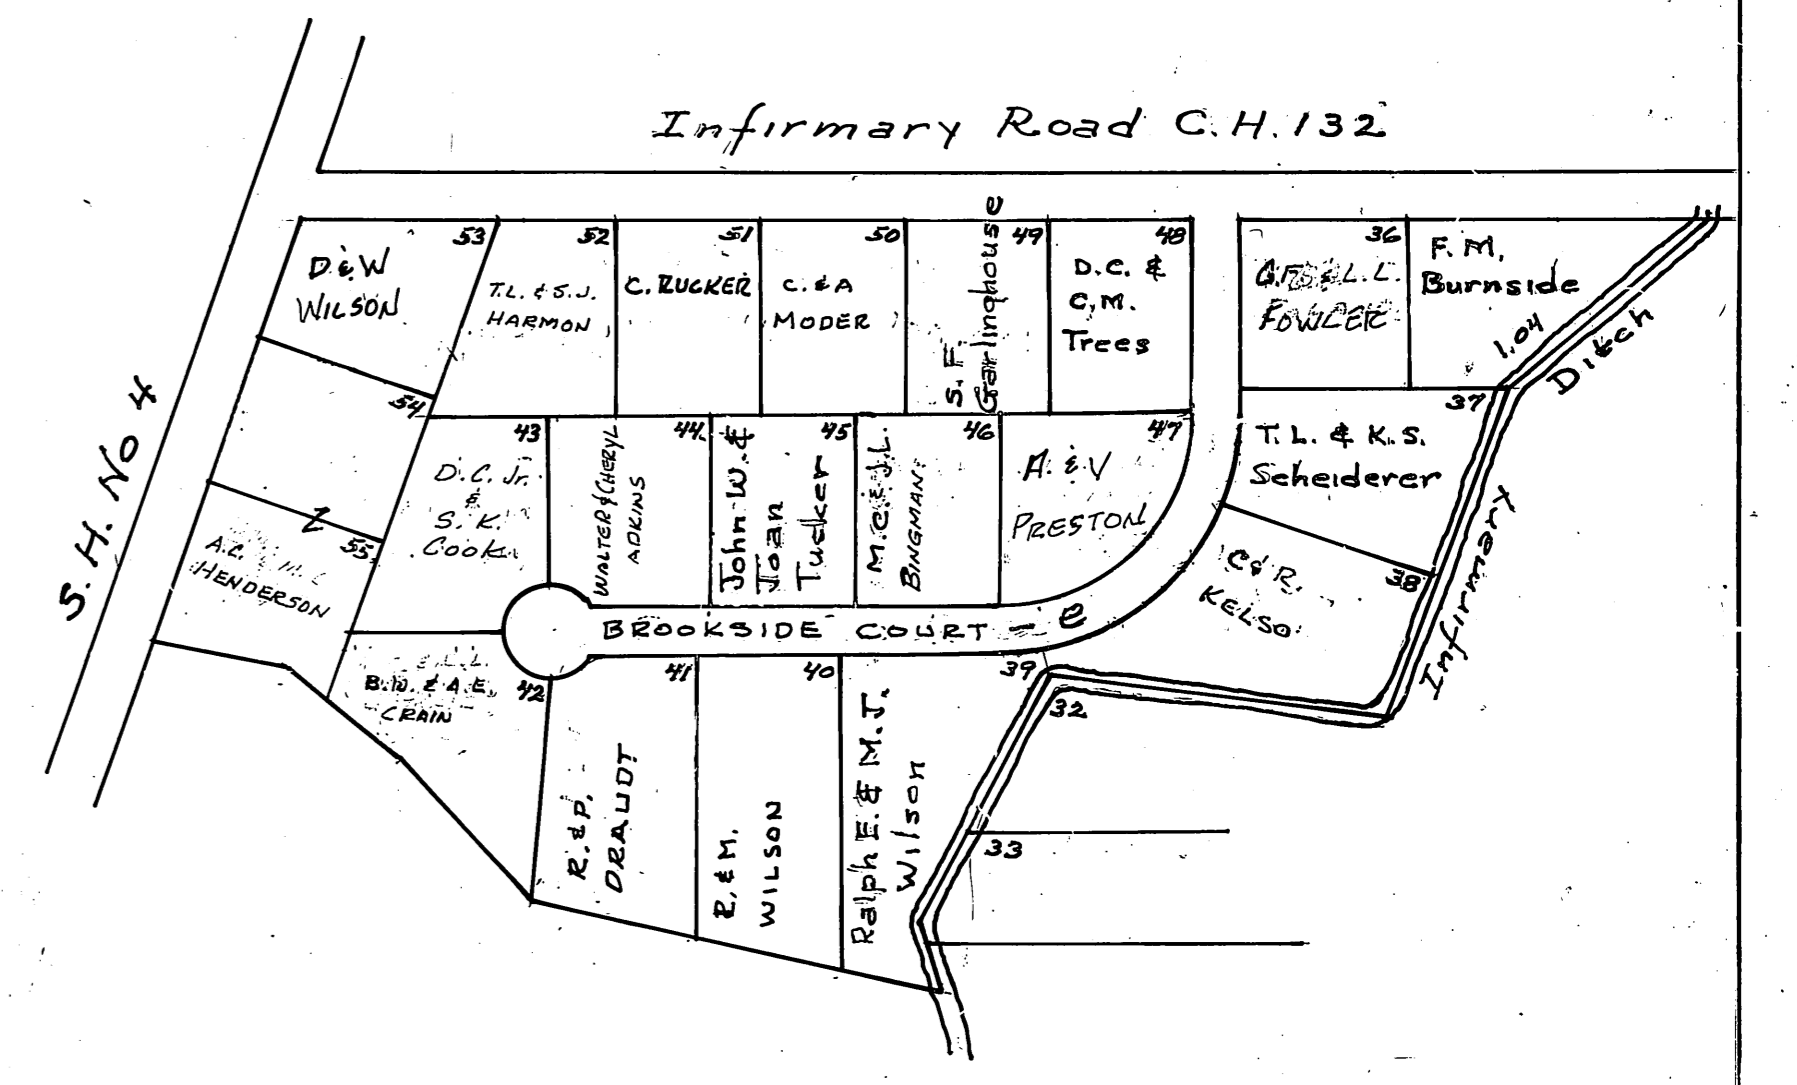 Infirmary Road C.H. 132
S. H. No 4
53
D & W
WILSON
52
T.L. & S.J.
HARMON
51
C. RUCKER
50
C. & A
MODER
49
S. F.
Garlinghouse
48
D.C. &
C.M.
Trees
36
L.L.
FOWLER
F. M.
Burnside
1.04
Ditch
Infirmary
54
Z
55
HENDERSON
43
D.C. Jr.
&
S. K.
Cook
44
WALTER & CHERYL
ADKINS
45
John W. &
Joan
Tucker
46
M.C. & J.L.
BINGMAN
47
A. & V
PRESTON
37
T. L. & K. S.
Scheiderer
38
C & R.
KELSO
BROOKSIDE COURT - e
42
B.W. & A.E.
CRAIN
41
R. & P.
DRAUDT
40
R. & M.
WILSON
39
Ralph E. & M.J.
Wilson
32
33